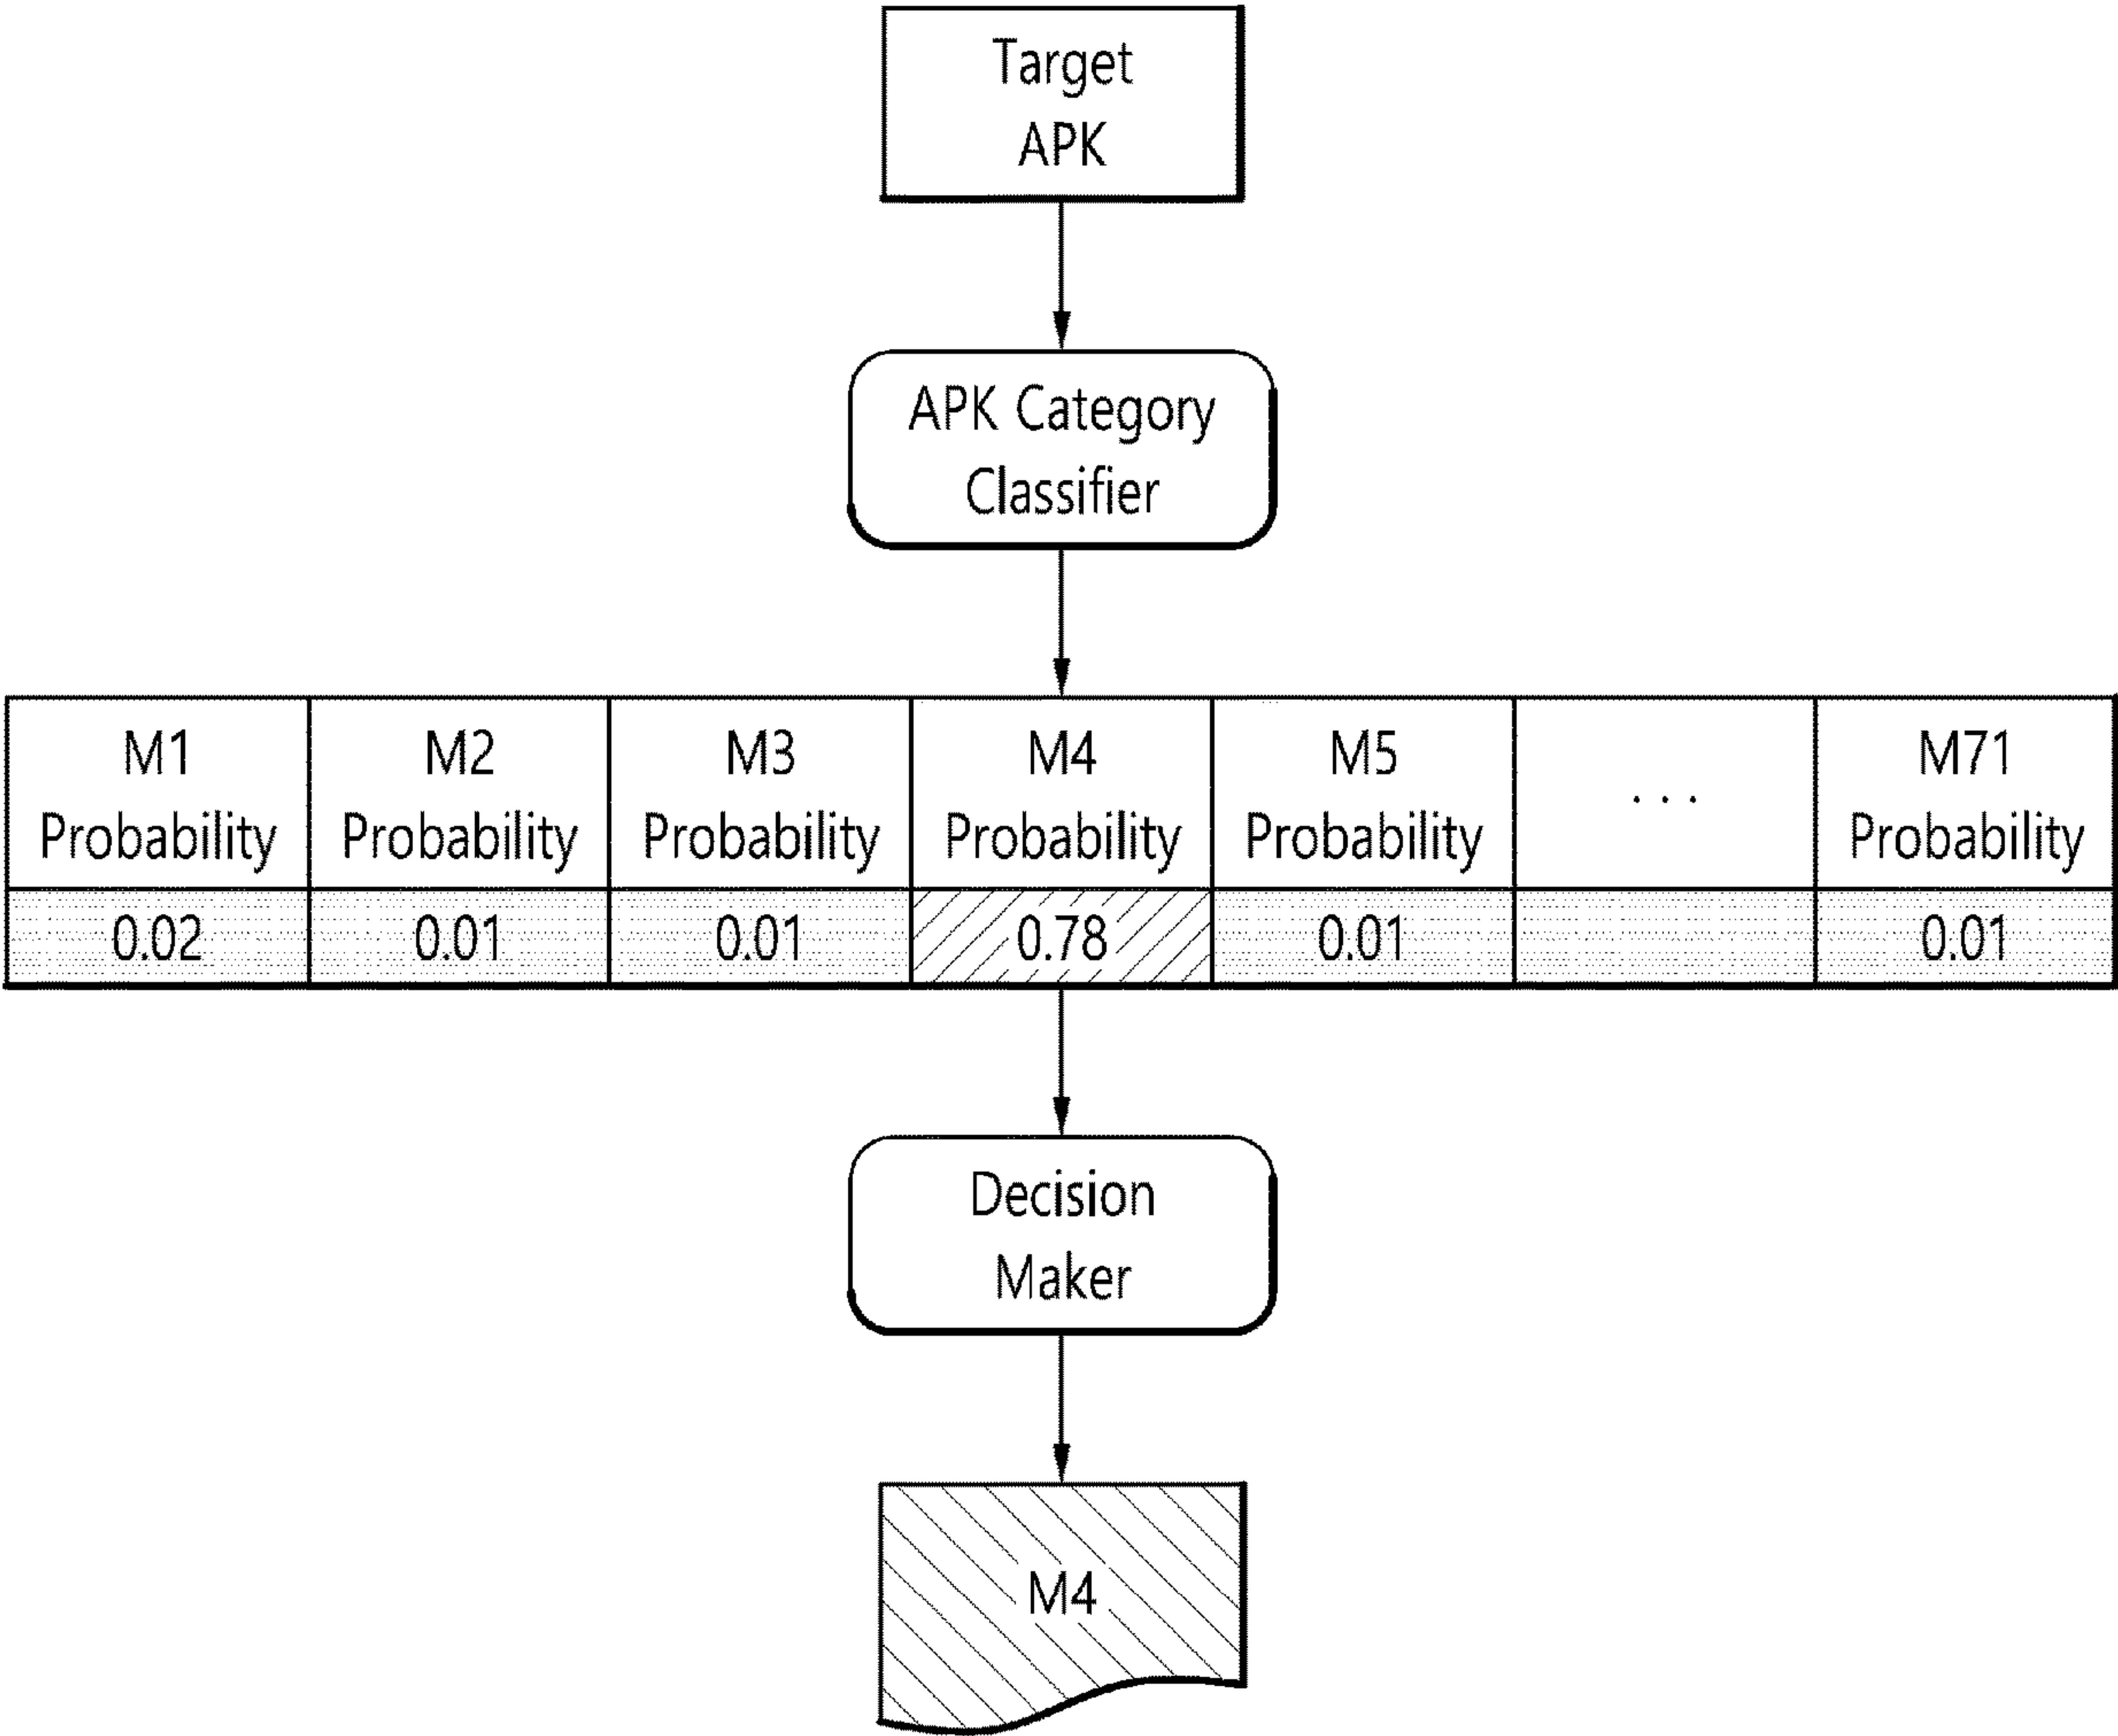 Target
APK
APK Category
Classifier
M1 Probability
M2 Probability
M3 Probability
M4 Probability
M5 Probability
...
M71 Probability
0.02
0.01
0.01
0.78
0.01
0.01
Decision
Maker
M4